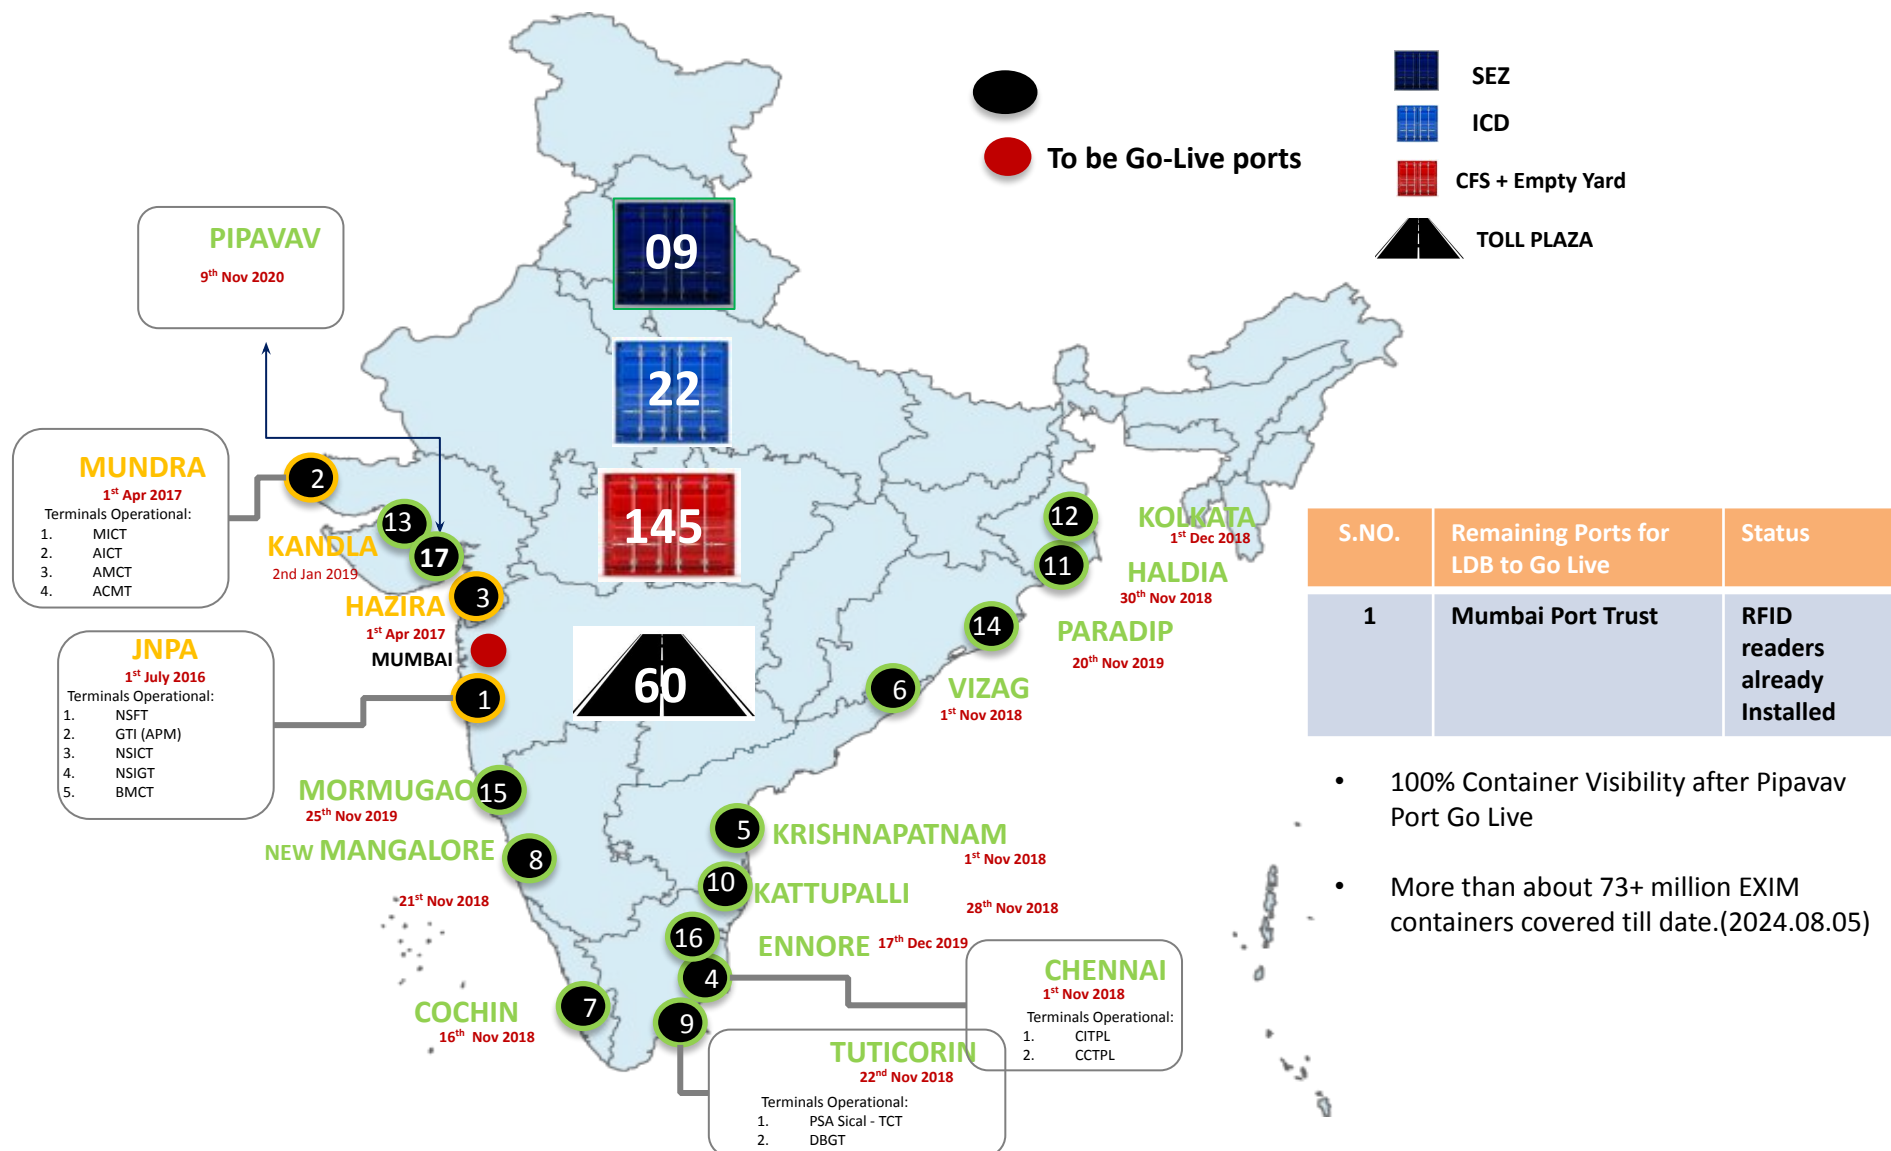 SEZ
ICD
To be Go-Live ports
CFS + Empty Yard
TOLL PLAZA
PIPAVAV
9th Nov 2020
09
22
145
60
MUNDRA
1st Apr 2017
Terminals Operational:
1. MICT
2. AICT
3. AMCT
4. ACMT
2
13
KANDLA
17
2nd Jan 2019
HAZIRA
3
1st Apr 2017
MUMBAI
JNPA
1st July 2016
Terminals Operational:
1. NSFT
2. GTI (APM)
3. NSICT
4. NSIGT
5. BMCT
1
MORMUGAO
15
25th Nov 2019
NEW MANGALORE
8
21st Nov 2018
COCHIN
7
16th Nov 2018
12
KOLKATA
1st Dec 2018
11
HALDIA
30th Nov 2018
14
PARADIP
20th Nov 2019
6
VIZAG
1st Nov 2018
5
KRISHNAPATNAM
1st Nov 2018
10
KATTUPALLI
28th Nov 2018
16
ENNORE 17th Dec 2019
4
CHENNAI
1st Nov 2018
Terminals Operational:
1. CITPL
2. CCTPL
9
TUTICORIN
22nd Nov 2018
Terminals Operational:
1. PSA Sical - TCT
2. DBGT
S.NO.
Remaining Ports for
LDB to Go Live
Status
1
Mumbai Port Trust
RFID
readers
already
Installed
• 100% Container Visibility after Pipavav
Port Go Live
• More than about 73+ million EXIM
containers covered till date.(2024.08.05)